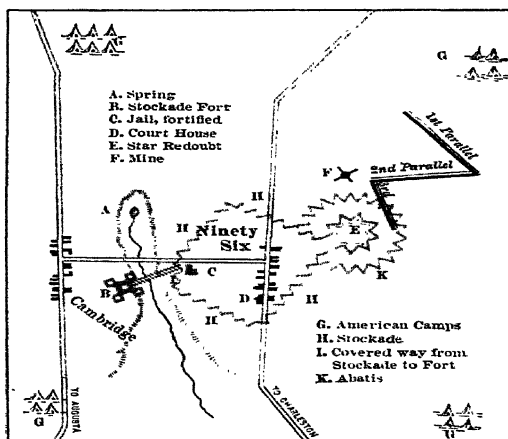 G
G
A. Spring
B. Stockade Fort
C. Jail, fortified
D. Court House
E. Star Redoubt
F. Mine
1st Parallel
2nd Parallel
F
H
A
H
Ninety
Six
E
C
K
B
D
H
H
Cambridge
G. American Camps
H. Stockade
I. Covered way from
Stockade to Fort
K. Abatis
G
TO AUGUSTA
TO CHARLESTON
G